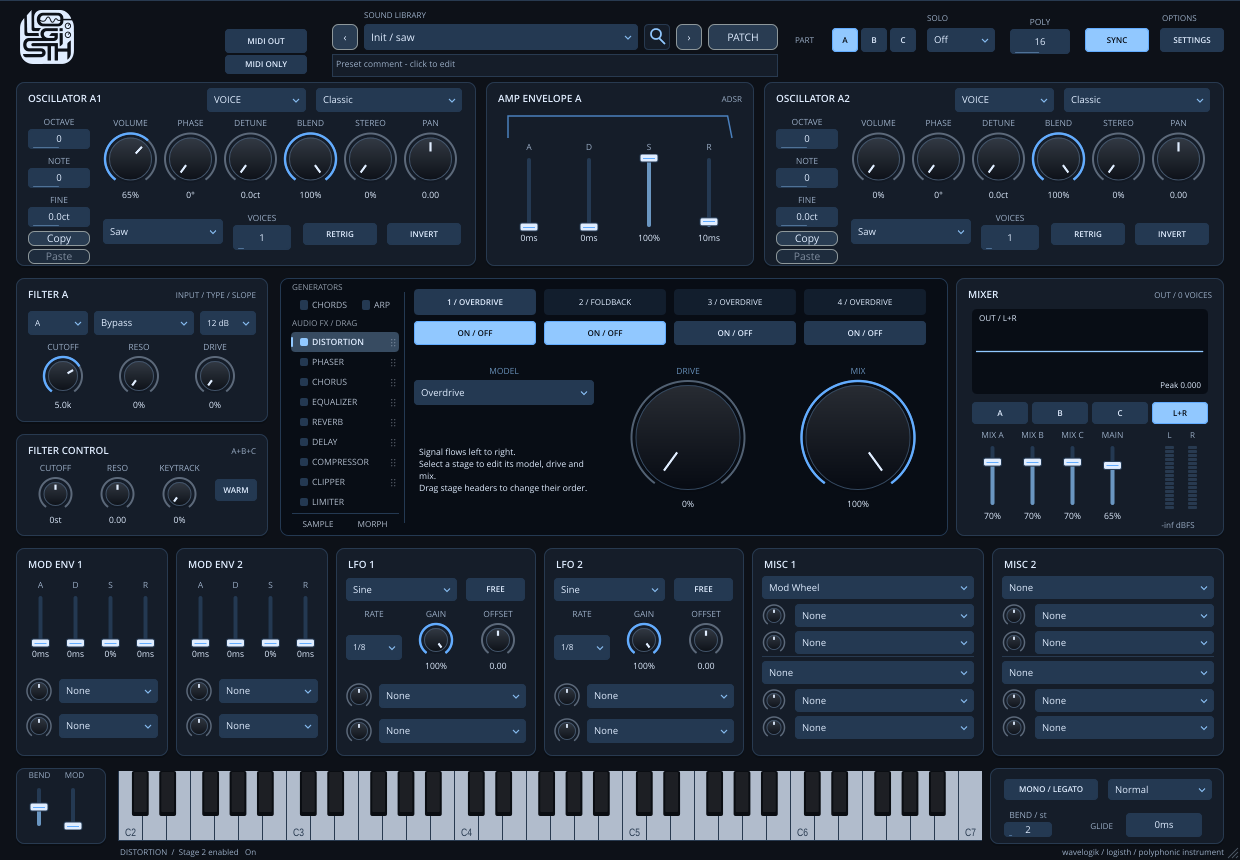 LOGISTH
MIDI OUT
MIDI ONLY
SOUND LIBRARY
‹ Init / saw › PATCH
Preset comment - click to edit
PART A B C
SOLO
Off
POLY
16
SYNC
OPTIONS
SETTINGS
OSCILLATOR A1 VOICE Classic
OCTAVE VOLUME PHASE DETUNE BLEND STEREO PAN
0
NOTE
0
65% 0° 0.0ct 100% 0% 0.00
FINE
0.0ct
VOICES
Copy Saw 1 RETRIG INVERT
Paste
AMP ENVELOPE A ADSR
A D S R
0ms 0ms 100% 10ms
OSCILLATOR A2 VOICE Classic
OCTAVE VOLUME PHASE DETUNE BLEND STEREO PAN
0
NOTE
0
0% 0° 0.0ct 100% 0% 0.00
FINE
0.0ct
VOICES
Copy Saw 1 RETRIG INVERT
Paste
FILTER A INPUT / TYPE / SLOPE
A Bypass 12 dB
CUTOFF RESO DRIVE
5.0k 0% 0%
FILTER CONTROL A+B+C
CUTOFF RESO KEYTRACK
WARM
0st 0.00 0%
GENERATORS
CHORDS ARP
AUDIO FX / DRAG
DISTORTION
PHASER
CHORUS
EQUALIZER
REVERB
DELAY
COMPRESSOR
CLIPPER
LIMITER
SAMPLE MORPH
1 / OVERDRIVE 2 / FOLDBACK 3 / OVERDRIVE 4 / OVERDRIVE
ON / OFF ON / OFF ON / OFF ON / OFF
MODEL DRIVE MIX
Overdrive
Signal flows left to right.
Select a stage to edit its model, drive and
mix.
Drag stage headers to change their order.
0% 100%
MIXER OUT / 0 VOICES
OUT / L+R
Peak 0.000
A B C L+R
MIX A MIX B MIX C MAIN L R
70% 70% 70% 65%
-inf dBFS
MOD ENV 1
A D S R
0ms 0ms 0% 0ms
None
None
MOD ENV 2
A D S R
0ms 0ms 0% 0ms
None
None
LFO 1
Sine FREE
RATE GAIN OFFSET
1/8
100% 0.00
None
None
LFO 2
Sine FREE
RATE GAIN OFFSET
1/8
100% 0.00
None
None
MISC 1
Mod Wheel
None
None
None
None
None
MISC 2
None
None
None
None
None
None
BEND MOD
C2 C3 C4 C5 C6 C7
MONO / LEGATO Normal
BEND / st
2
GLIDE 0ms
DISTORTION / Stage 2 enabled On
wavelogik / logisth / polyphonic instrument